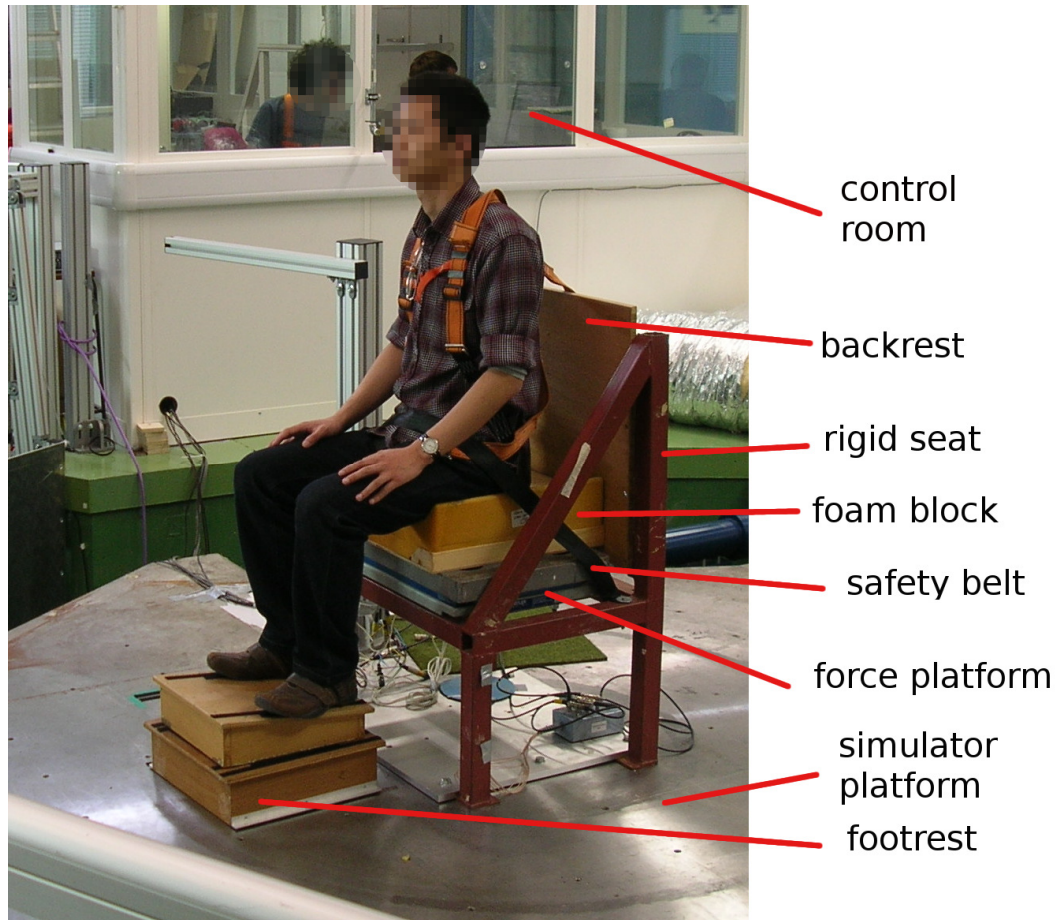 control
room
backrest
rigid seat
foam block
safety belt
force platform
simulator
platform
footrest